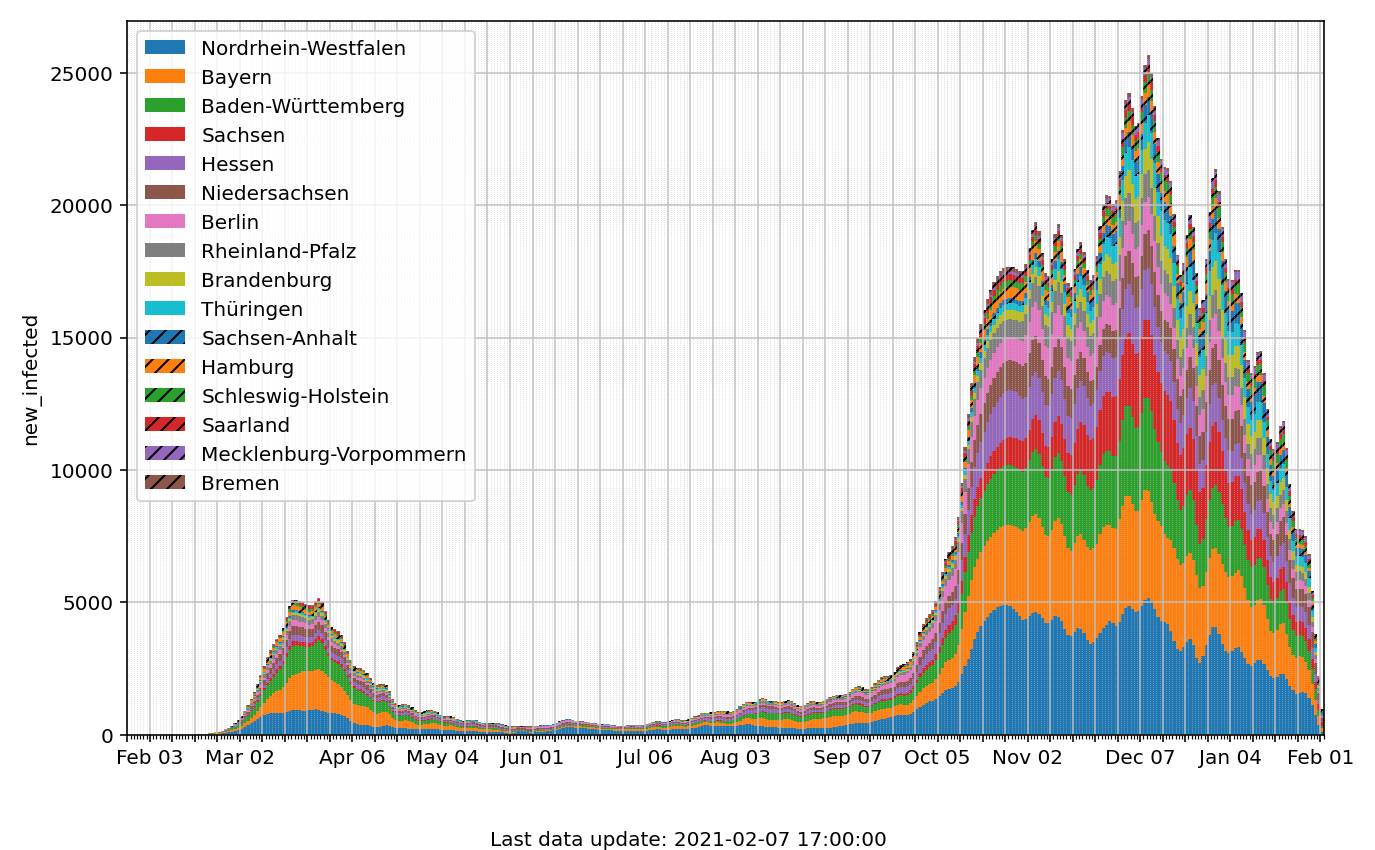 Nordrhein-Westfalen
Bayern
Baden-Württemberg
Sachsen
Hessen
Niedersachsen
Berlin
Rheinland-Pfalz
Brandenburg
Thüringen
Sachsen-Anhalt
Hamburg
Schleswig-Holstein
Saarland
Mecklenburg-Vorpommern
Bremen
new_infected
25000
20000
15000
10000
5000
0
Feb 03 Mar 02 Apr 06 May 04 Jun 01 Jul 06 Aug 03 Sep 07 Oct 05 Nov 02 Dec 07 Jan 04 Feb 01
Last data update: 2021-02-07 17:00:00